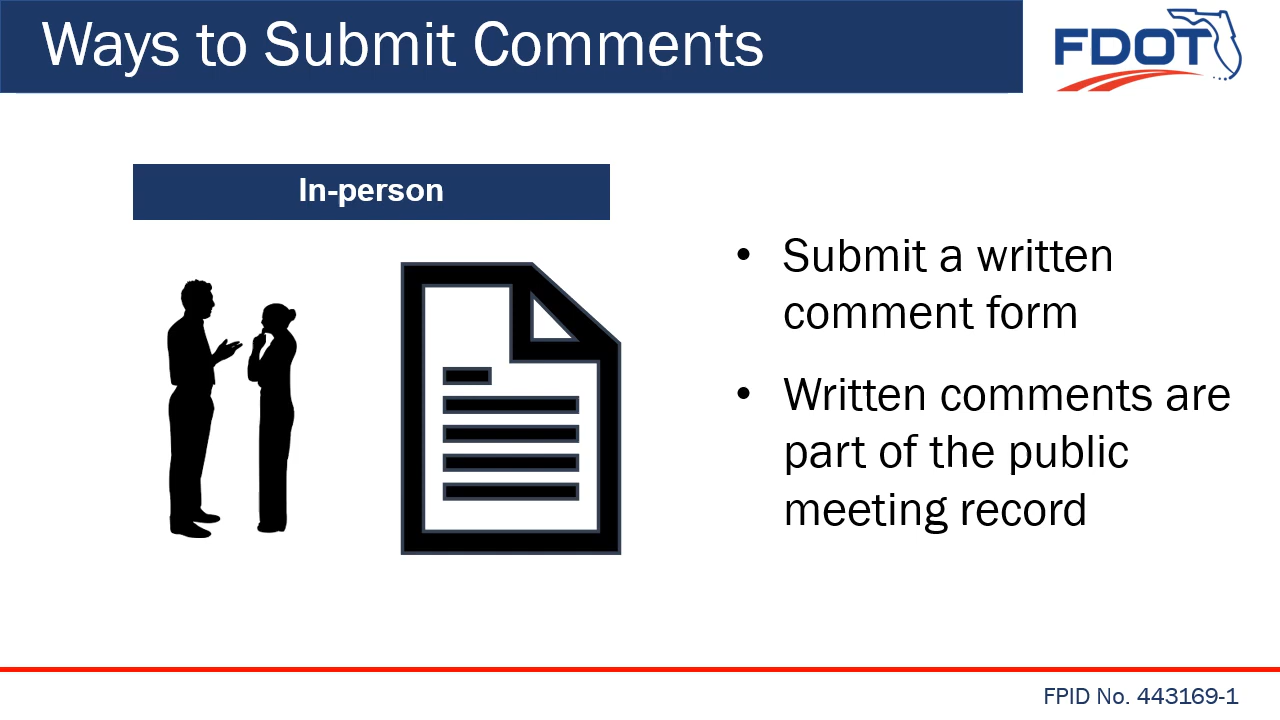 Ways to Submit Comments
FDOT
In-person
• Submit a written
comment form
• Written comments are
part of the public
meeting record
FPID No. 443169-1